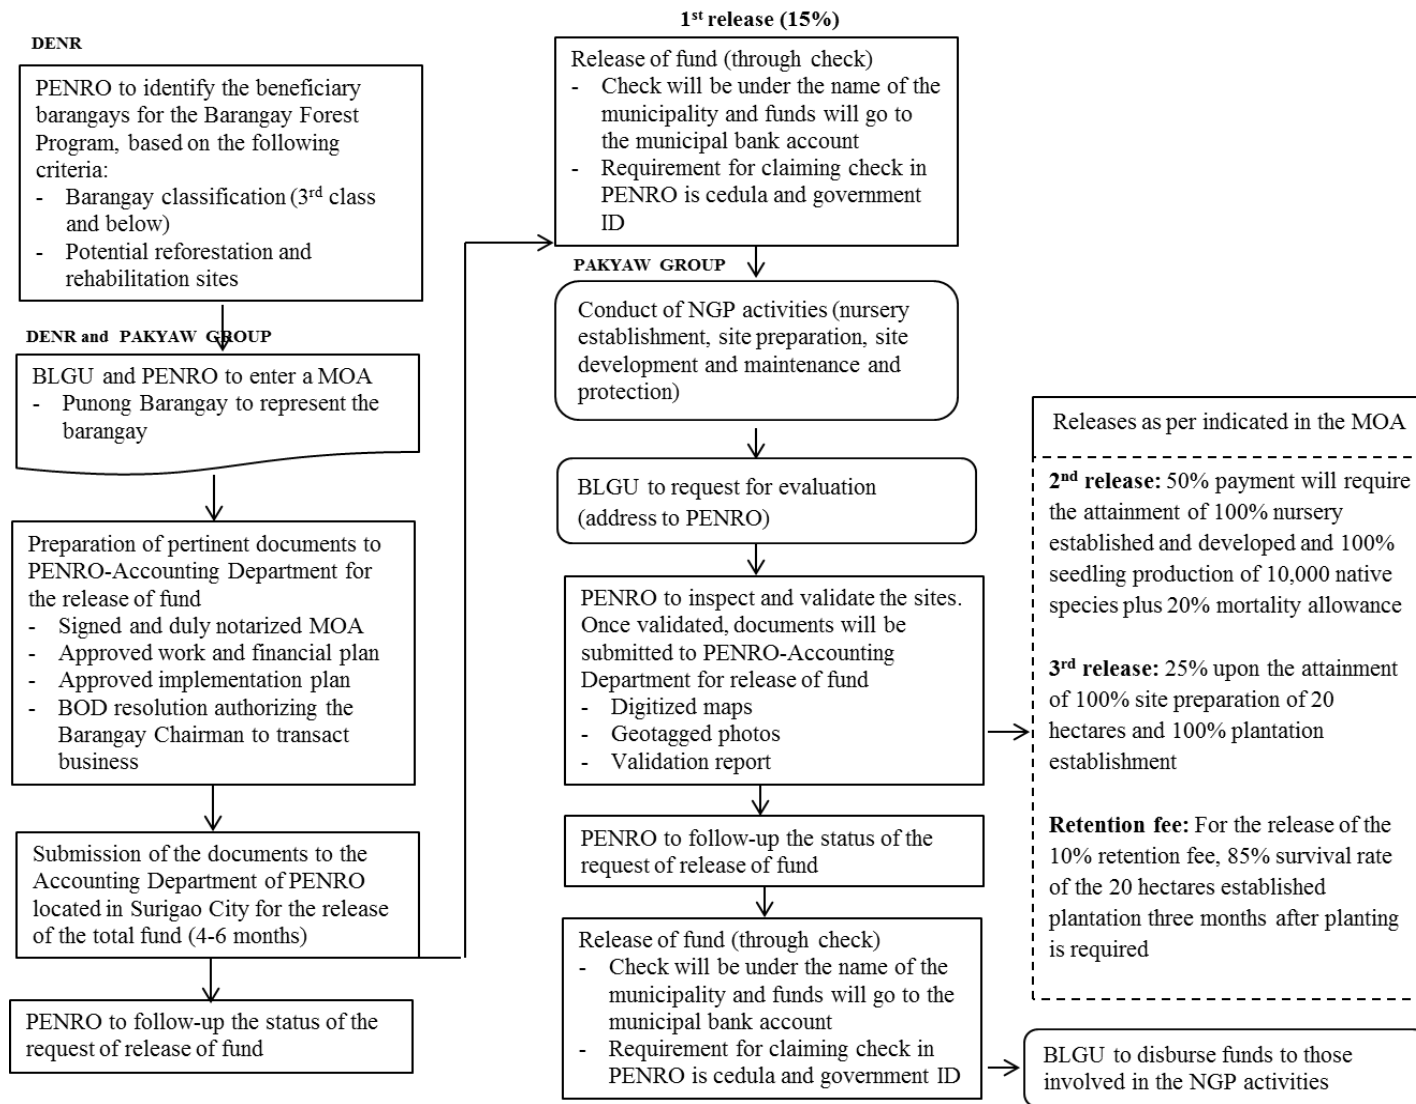 DENR
PENRO to identify the beneficiary
barangays for the Barangay Forest
Program, based on the following
criteria:
- Barangay classification (3rd class
and below)
- Potential reforestation and
rehabilitation sites
DENR and PAKYAW GROUP
BLGU and PENRO to enter a MOA
- Punong Barangay to represent the
barangay
Preparation of pertinent documents to
PENRO-Accounting Department for
the release of fund
- Signed and duly notarized MOA
- Approved work and financial plan
- Approved implementation plan
- BOD resolution authorizing the
Barangay Chairman to transact
business
Submission of the documents to the
Accounting Department of PENRO
located in Surigao City for the release
of the total fund (4-6 months)
PENRO to follow-up the status of the
request of release of fund
1st release (15%)
Release of fund (through check)
- Check will be under the name of the
municipality and funds will go to
the municipal bank account
- Requirement for claiming check in
PENRO is cedula and government
ID
PAKYAW GROUP
Conduct of NGP activities (nursery
establishment, site preparation, site
development and maintenance and
protection)
BLGU to request for evaluation
(address to PENRO)
PENRO to inspect and validate the sites.
Once validated, documents will be
submitted to PENRO-Accounting
Department for release of fund
- Digitized maps
- Geotagged photos
- Validation report
PENRO to follow-up the status of the
request of release of fund
Release of fund (through check)
- Check will be under the name of the
municipality and funds will go to the
municipal bank account
- Requirement for claiming check in
PENRO is cedula and government ID
Releases as per indicated in the MOA
2nd release: 50% payment will require
the attainment of 100% nursery
established and developed and 100%
seedling production of 10,000 native
species plus 20% mortality allowance
3rd release: 25% upon the attainment
of 100% site preparation of 20
hectares and 100% plantation
establishment
Retention fee: For the release of the
10% retention fee, 85% survival rate
of the 20 hectares established
plantation three months after planting
is required
BLGU to disburse funds to those
involved in the NGP activities